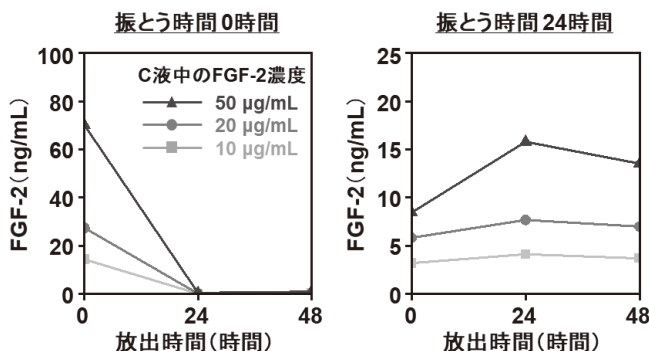 振とう時間0時間
FGF-2(ng/mL)
100
80
60
40
20
0
C液中のFGF-2濃度
50 μg/mL
20 μg/mL
10 μg/mL
0
24
48
放出時間(時間)
振とう時間24時間
FGF-2(ng/mL)
25
20
15
10
5
0
0
24
48
放出時間(時間)